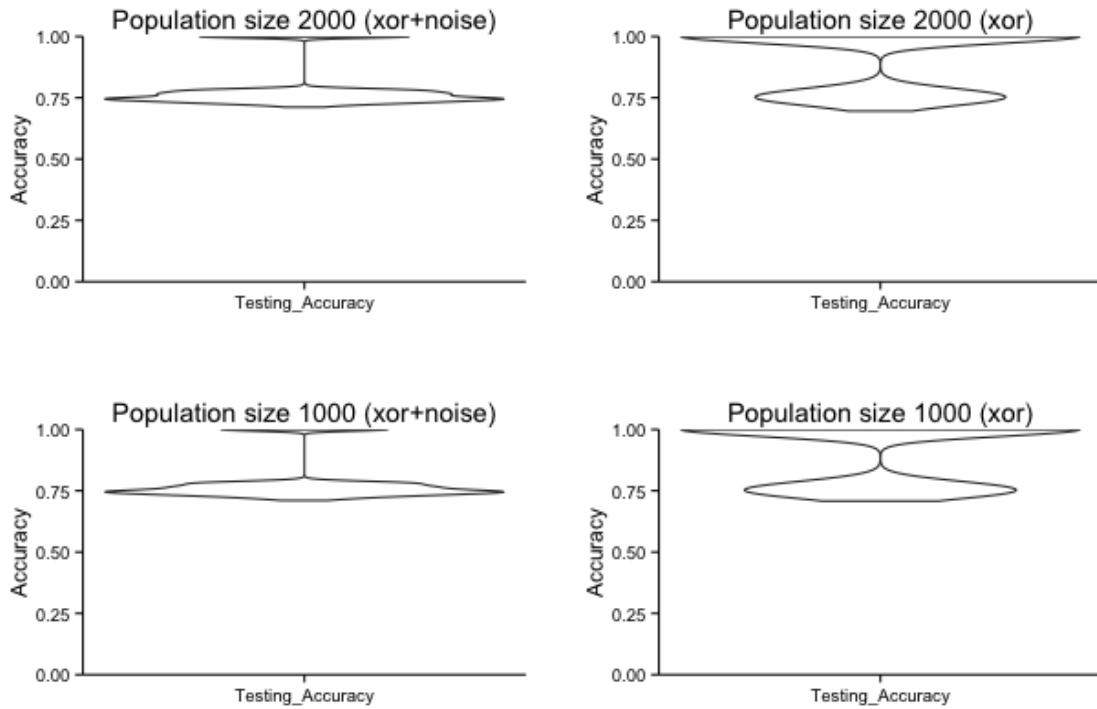 Population size 2000 (xor+noise)
1.00
0.75
0.50
0.25
0.00
Accuracy
Testing_Accuracy
Population size 2000 (xor)
1.00
0.75
0.50
0.25
0.00
Accuracy
Testing_Accuracy
Population size 1000 (xor+noise)
1.00
0.75
0.50
0.25
0.00
Accuracy
Testing_Accuracy
Population size 1000 (xor)
1.00
0.75
0.50
0.25
0.00
Accuracy
Testing_Accuracy